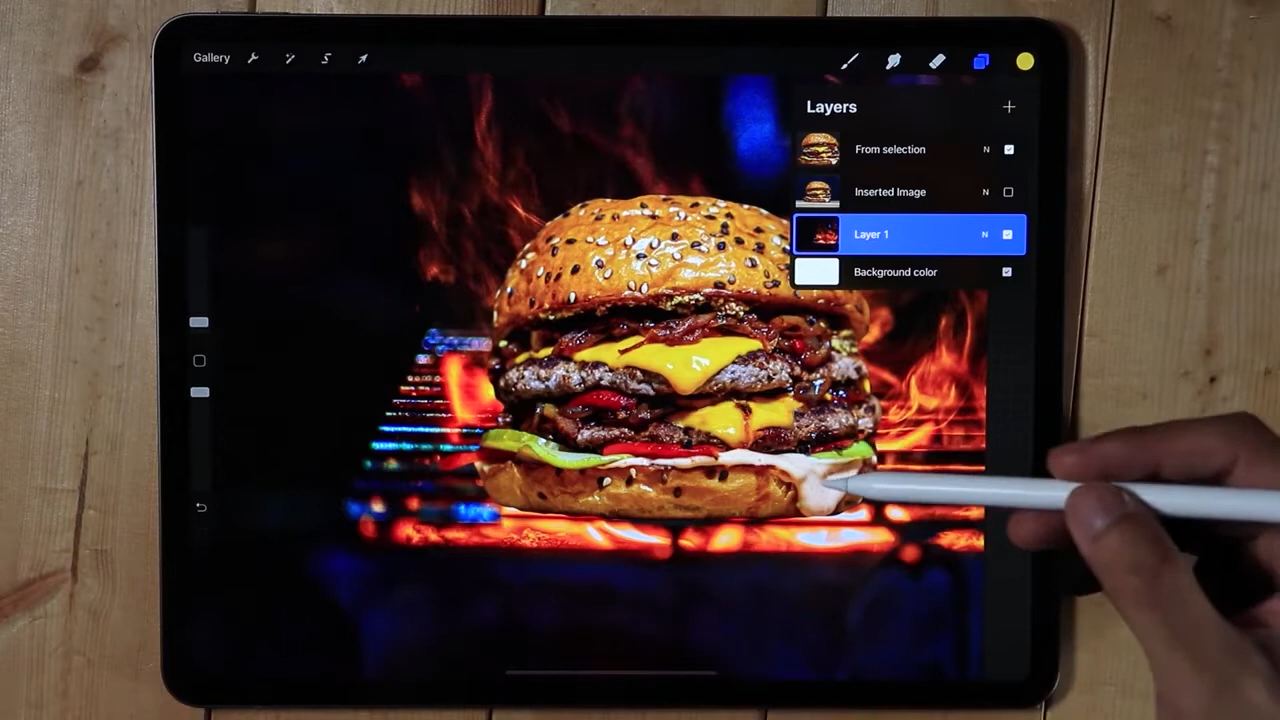 Gallery
Layers
From selection N
Inserted Image N
Layer 1 N
Background color